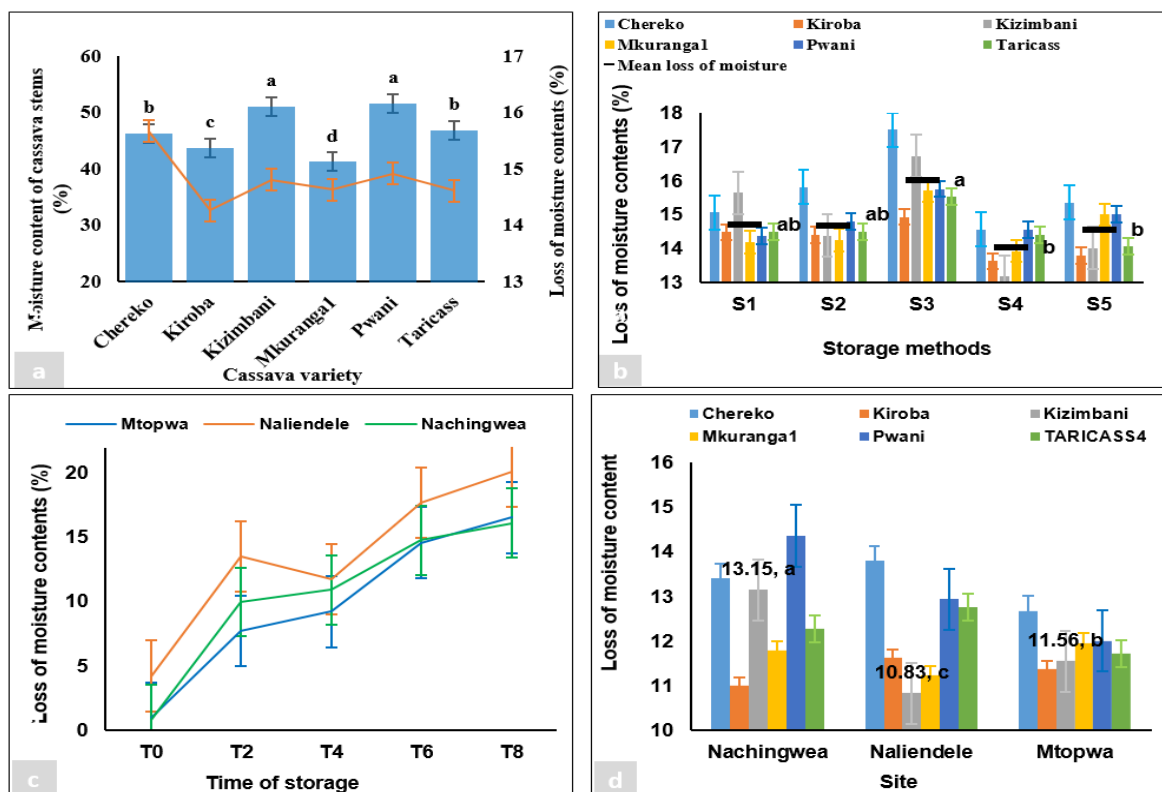 Moisture content of cassava stems
(%)
60
50
40
30
20
b
c
a
d
a
b
17
16
15
14
13
Loss of moisture contents (%)
Chereko
Kiroba
Kizimbani
Mkuranga1
Pwani
Taricass
Cassava variety
a
Chereko
Kiroba
Kizimbani
Mkuranga1
Pwani
Taricass
Mean loss of moisture
Loss of moisture contents (%)
18
17
16
15
14
13
ab
ab
a
b
b
S1
S2
S3
S4
S5
Storage methods
b
Mtopwa
Naliendele
Nachingwea
Loss of moisture contents (%)
20
15
10
5
0
T0
T2
T4
T6
T8
Time of storage
c
Chereko
Kiroba
Kizimbani
Mkuranga1
Pwani
TARICASS4
Loss of moisture content
16
14
13
12
11
10
13.15, a
10.83, c
11.56, b
Nachingwea
Naliendele
Mtopwa
Site
d